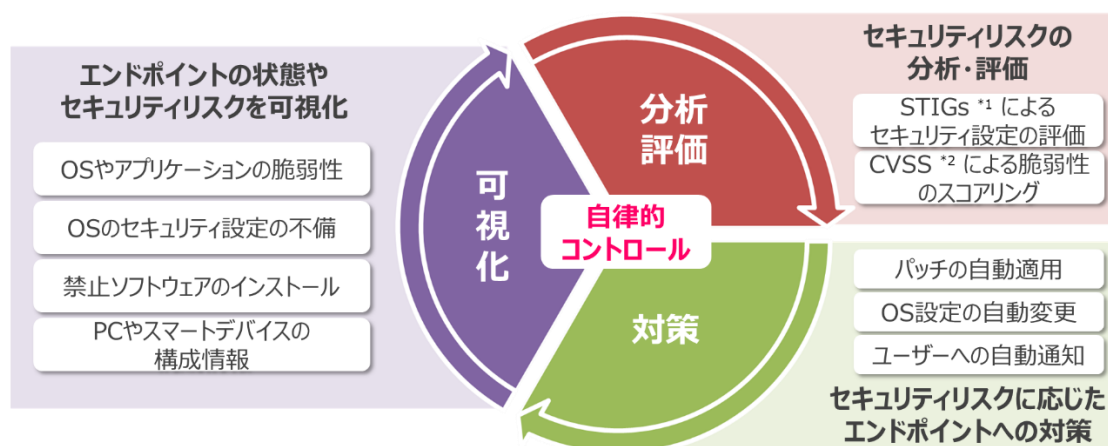 エンドポイントの状態や
セキュリティリスクを可視化
OSやアプリケーションの脆弱性
OSのセキュリティ設定の不備
禁止ソフトウェアのインストール
PCやスマートデバイスの
構成情報
可視化
分析
評価
自律的
コントロール
対策
セキュリティリスクの
分析・評価
STIGs *1 による
セキュリティ設定の評価
CVSS *2 による脆弱性
のスコアリング
パッチの自動適用
OS設定の自動変更
ユーザーへの自動通知
セキュリティリスクに応じた
エンドポイントへの対策